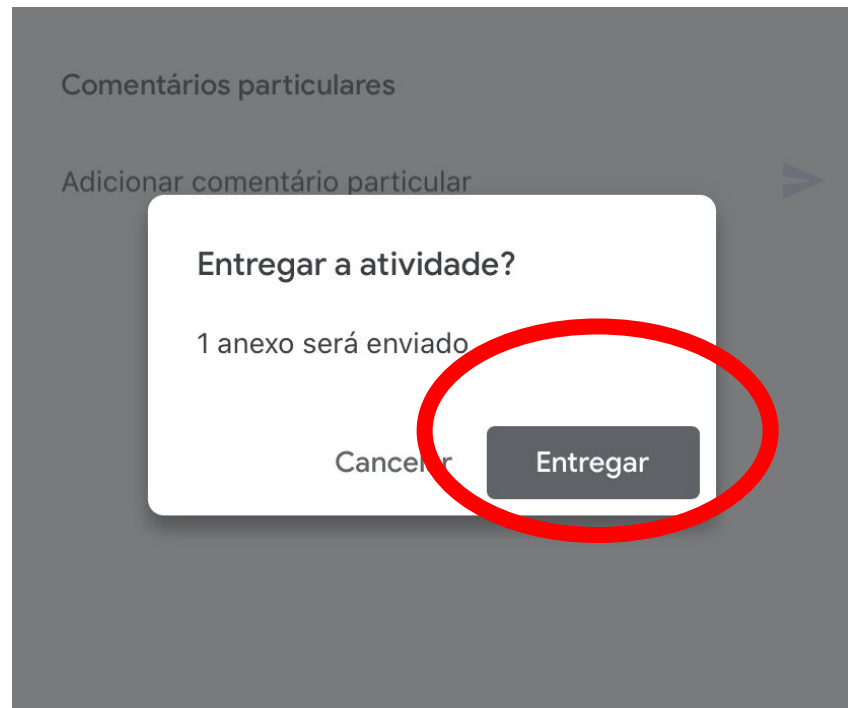 Comentários particulares
Adicionar comentário particular
Entregar a atividade?
1 anexo será enviado
Cancelar
Entregar